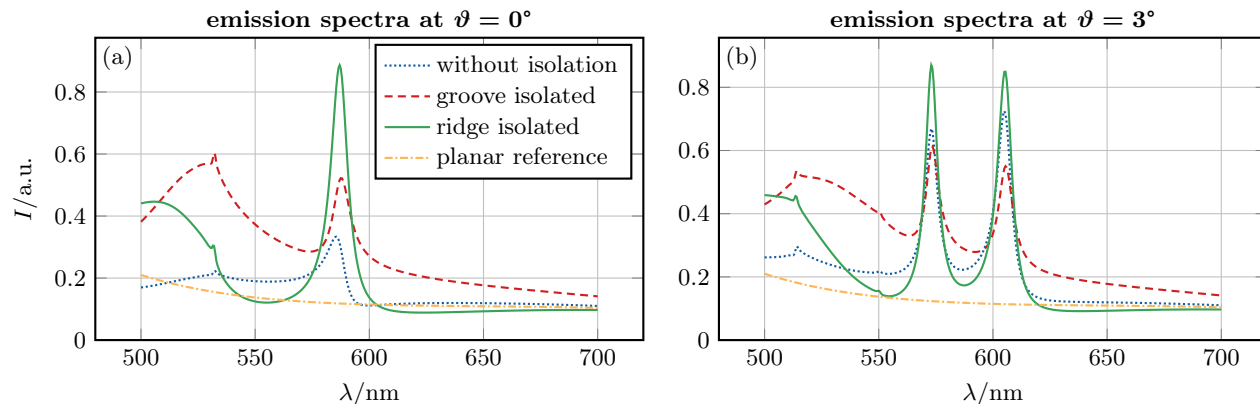 emission spectra at ϑ = 0°
(a)
without isolation
groove isolated
ridge isolated
planar reference
I/a.u.
0.8
0.6
0.4
0.2
0
500 550 600 650 700
λ/nm
emission spectra at ϑ = 3°
(b)
0.8
0.6
0.4
0.2
0
500 550 600 650 700
λ/nm